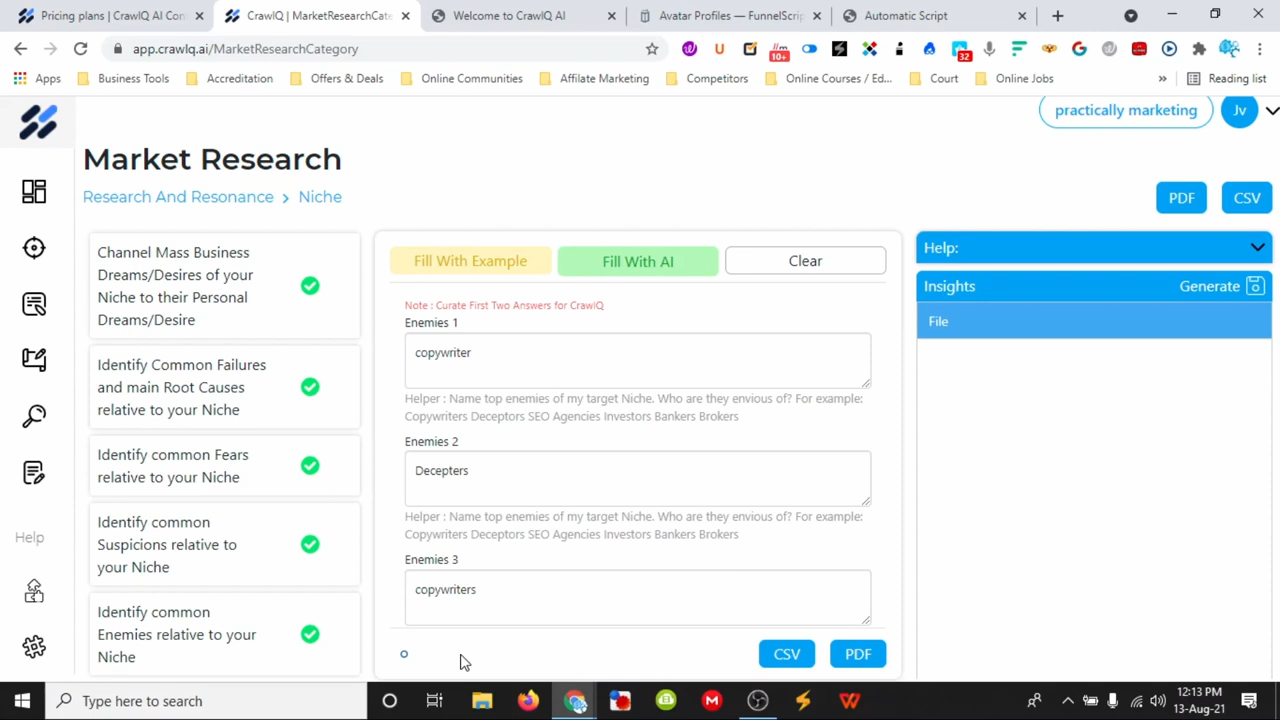 Pricing plans | CrawlQ AI Con
CrawlQ | MarketResearchCate
Welcome to CrawlQ AI
Avatar Profiles — FunnelScrip
Automatic Script
app.crawlq.ai/MarketResearchCategory
10+
32
Apps
Business Tools
Accreditation
Offers & Deals
Online Communities
Affilate Marketing
Competitors
Online Courses / Ed...
Court
Online Jobs
»
Reading list
practically marketing
Jv
Market Research
Research And Resonance > Niche
PDF
CSV
Channel Mass Business
Dreams/Desires of your
Niche to their Personal
Dreams/Desire
Identify Common Failures
and main Root Causes
relative to your Niche
Identify common Fears
relative to your Niche
Identify common
Suspicions relative to
your Niche
Identify common
Enemies relative to your
Niche
Help
Fill With Example
Fill With AI
Clear
Note : Curate First Two Answers for CrawlQ
Enemies 1
copywriter
Helper : Name top enemies of my target Niche. Who are they envious of? For example:
Copywriters Deceptors SEO Agencies Investors Bankers Brokers
Enemies 2
Decepters
Helper : Name top enemies of my target Niche. Who are they envious of? For example:
Copywriters Deceptors SEO Agencies Investors Bankers Brokers
Enemies 3
copywriters
CSV
PDF
Help:
Insights
Generate
File
Type here to search
12:13 PM
13-Aug-21